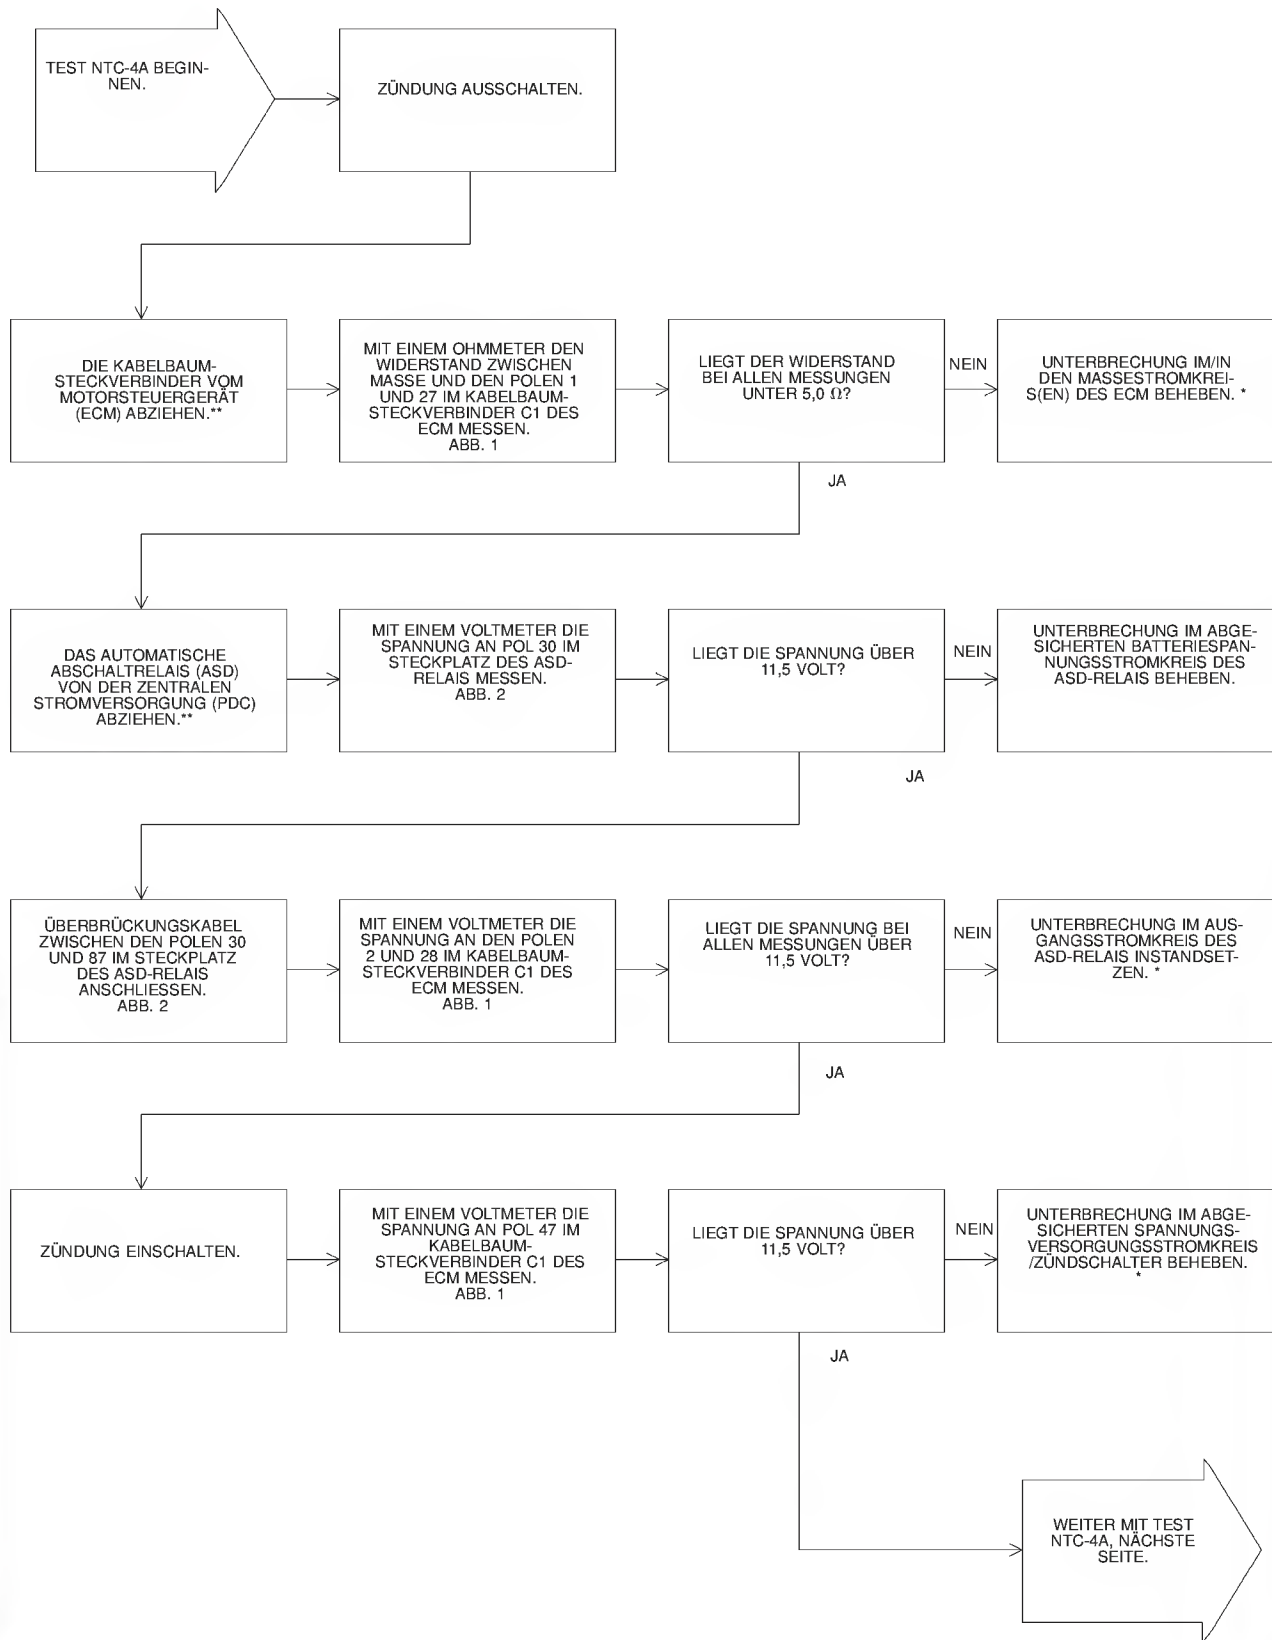 TEST NTC-4A BEGIN-
NEN.
ZÜNDUNG AUSSCHALTEN.
DIE KABELBAUM-
STECKVERBINDER VOM
MOTORSTEUERGERÄT
(ECM) ABZIEHEN.**
MIT EINEM OHMMETER DEN
WIDERSTAND ZWISCHEN
MASSE UND DEN POLEN 1
UND 27 IM KABELBAUM-
STECKVERBINDER C1 DES
ECM MESSEN.
ABB. 1
LIEGT DER WIDERSTAND
BEI ALLEN MESSUNGEN
UNTER 5,0 Ω?
NEIN
UNTERBRECHUNG IM/IN
DEN MASSESTROMKREI-
S(EN) DES ECM BEHEBEN. *
JA
DAS AUTOMATISCHE
ABSCHALTRELAIS (ASD)
VON DER ZENTRALEN
STROMVERSORGUNG (PDC)
ABZIEHEN.**
MIT EINEM VOLTMETER DIE
SPANNUNG AN POL 30 IM
STECKPLATZ DES ASD-
RELAIS MESSEN.
ABB. 2
LIEGT DIE SPANNUNG ÜBER
11,5 VOLT?
NEIN
UNTERBRECHUNG IM ABGE-
SICHERTEN BATTERIESPAN-
NUNGSSTROMKREIS DES
ASD-RELAIS BEHEBEN.
JA
ÜBERBRÜCKUNGSKABEL
ZWISCHEN DEN POLEN 30
UND 87 IM STECKPLATZ
DES ASD-RELAIS
ANSCHLIESSEN.
ABB. 2
MIT EINEM VOLTMETER DIE
SPANNUNG AN DEN POLEN
2 UND 28 IM KABELBAUM-
STECKVERBINDER C1 DES
ECM MESSEN.
ABB. 1
LIEGT DIE SPANNUNG BEI
ALLEN MESSUNGEN ÜBER
11,5 VOLT?
NEIN
UNTERBRECHUNG IM AUS-
GANGSSTROMKREIS DES
ASD-RELAIS INSTANDSET-
ZEN. *
JA
ZÜNDUNG EINSCHALTEN.
MIT EINEM VOLTMETER DIE
SPANNUNG AN POL 47 IM
KABELBAUM-
STECKVERBINDER C1 DES
ECM MESSEN.
ABB. 1
LIEGT DIE SPANNUNG ÜBER
11,5 VOLT?
NEIN
UNTERBRECHUNG IM ABGE-
SICHERTEN SPANNUNGS-
VERSORGUNGSSTROMKREIS
/ZÜNDSCHALTER BEHEBEN.
*
JA
WEITER MIT TEST
NTC-4A, NÄCHSTE
SEITE.